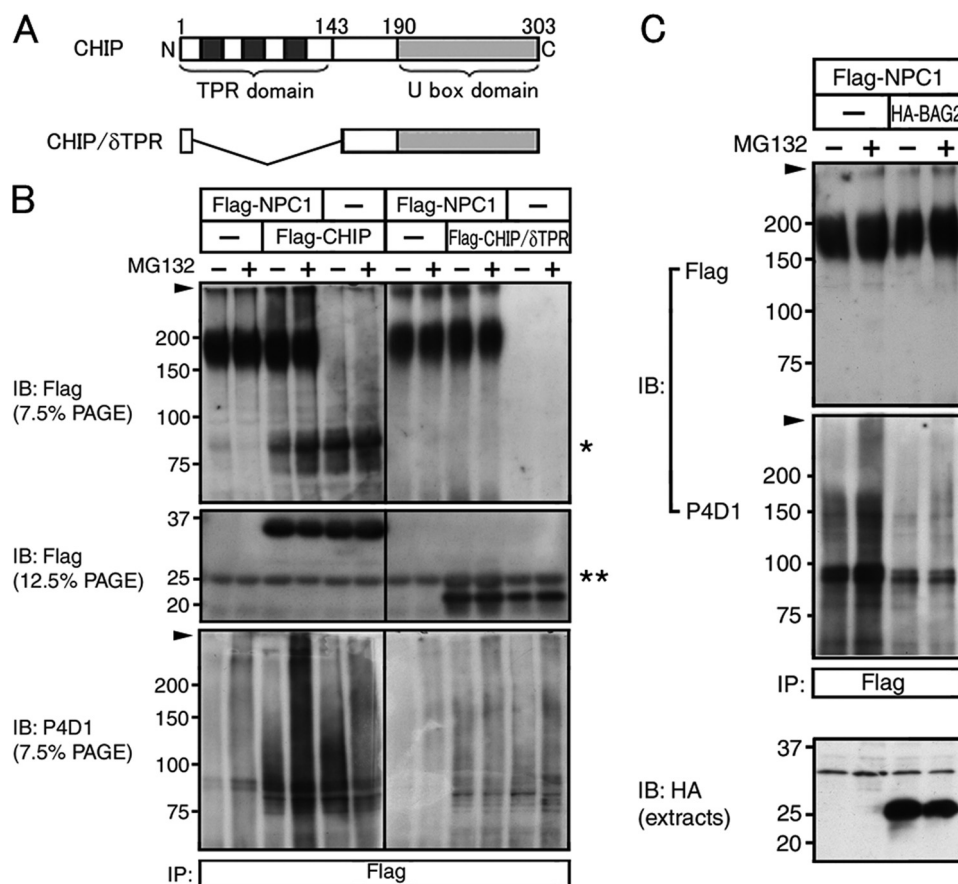 A
1 143 190 303
CHIP N C
TPR domain U box domain
CHIP/δTPR
B
Flag-NPC1 – Flag-NPC1 –
– Flag-CHIP – Flag-CHIP/δTPR
MG132 – + – + – + – + – + – +
200
150
IB: Flag
(7.5% PAGE)
100
*
75
37
IB: Flag
(12.5% PAGE)
25
**
20
200
150
IB: P4D1
(7.5% PAGE)
100
75
IP: Flag
C
Flag-NPC1
– HA-BAG2
MG132 – + – +
200
Flag
150
100
75
IB:
200
P4D1 150
100
75
IP: Flag
37
IB: HA
(extracts)
25
20